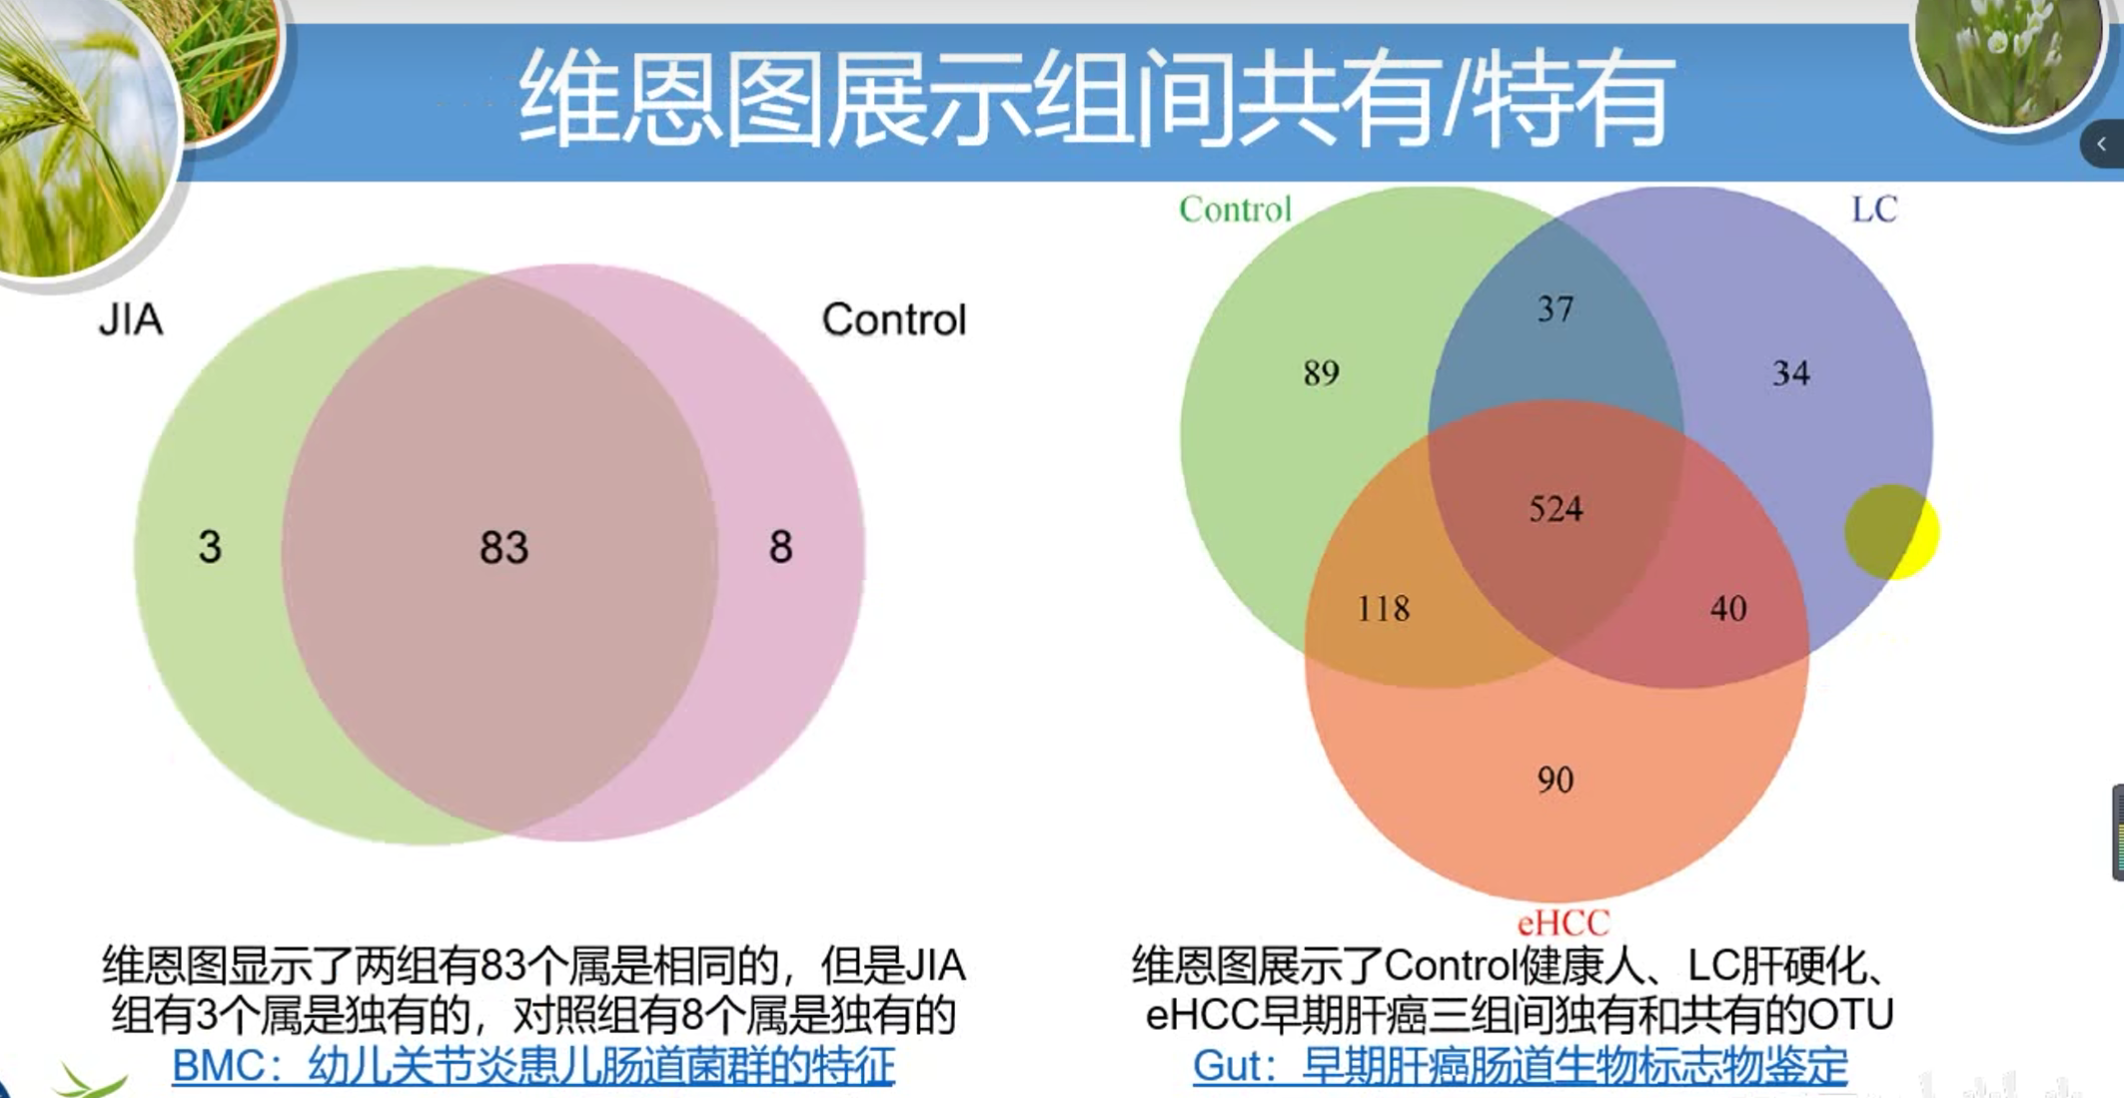 维恩图展示组间共有/特有
JIA
Control
3
83
8
维恩图显示了两组有83个属是相同的，但是JIA
组有3个属是独有的，对照组有8个属是独有的
BMC：幼儿关节炎患儿肠道菌群的特征
Control
LC
37
89
34
524
118
40
90
eHCC
维恩图展示了Control健康人、LC肝硬化、
eHCC早期肝癌三组间独有和共有的OTU
Gut：早期肝癌肠道生物标志物鉴定